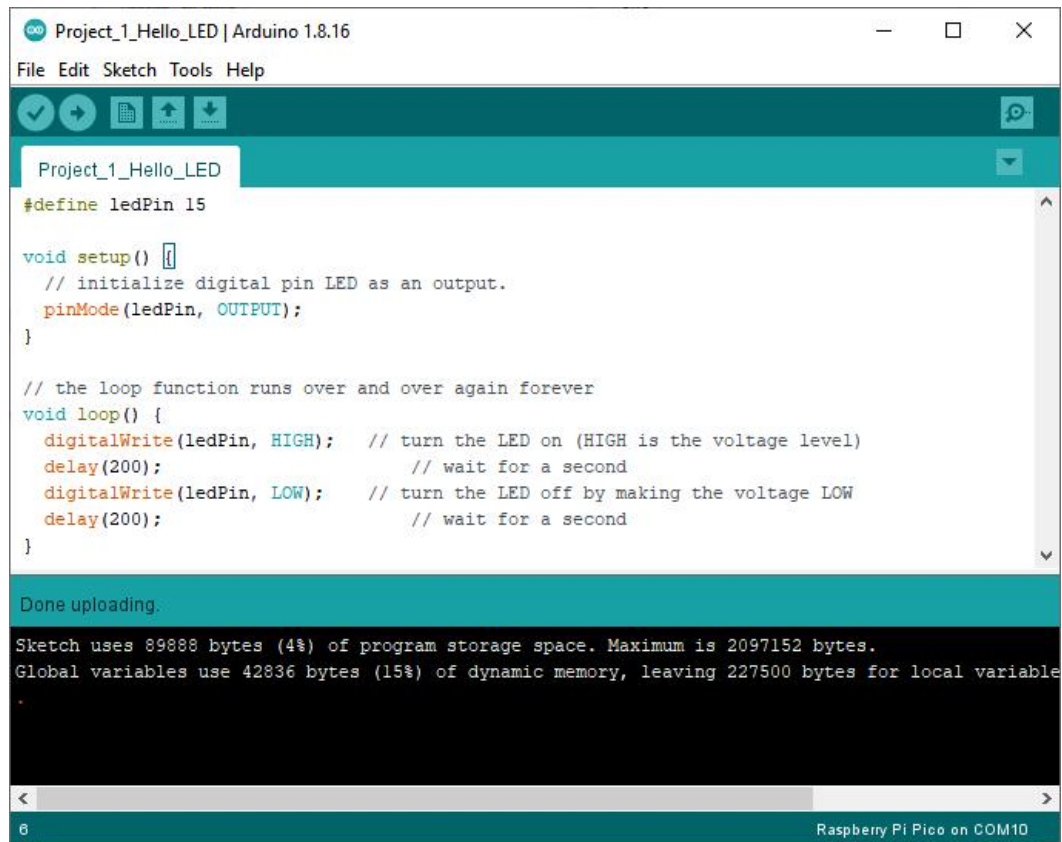 Project_1_Hello_LED | Arduino 1.8.16
File Edit Sketch Tools Help
Project_1_Hello_LED
#define ledPin 15
void setup() {
  // initialize digital pin LED as an output.
  pinMode(ledPin, OUTPUT);
}
// the loop function runs over and over again forever
void loop() {
  digitalWrite(ledPin, HIGH);   // turn the LED on (HIGH is the voltage level)
  delay(200);                       // wait for a second
  digitalWrite(ledPin, LOW);    // turn the LED off by making the voltage LOW
  delay(200);                       // wait for a second
}
Done uploading.
Sketch uses 89888 bytes (4%) of program storage space. Maximum is 2097152 bytes.
Global variables use 42836 bytes (15%) of dynamic memory, leaving 227500 bytes for local variable
.
6 Raspberry Pi Pico on COM10